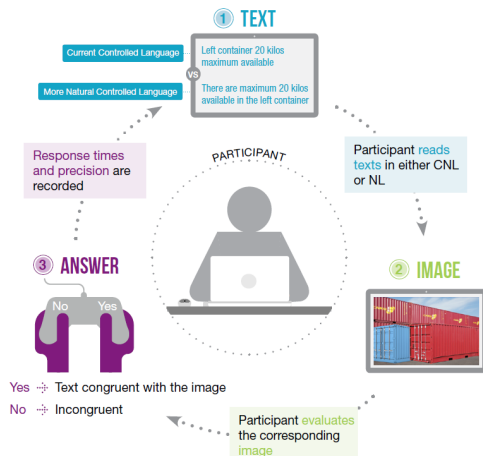 1 TEXT
Current Controlled Language
Left container 20 kilos
maximum available
VS
More Natural Controlled Language
There are maximum 20 kilos
available in the left container
Response times
and precision are
recorded
PARTICIPANT
Participant reads
texts in either CNL
or NL
3 ANSWER
2 IMAGE
No Yes
Yes Text congruent with the image
No Incongruent
Participant evaluates
the corresponding
image